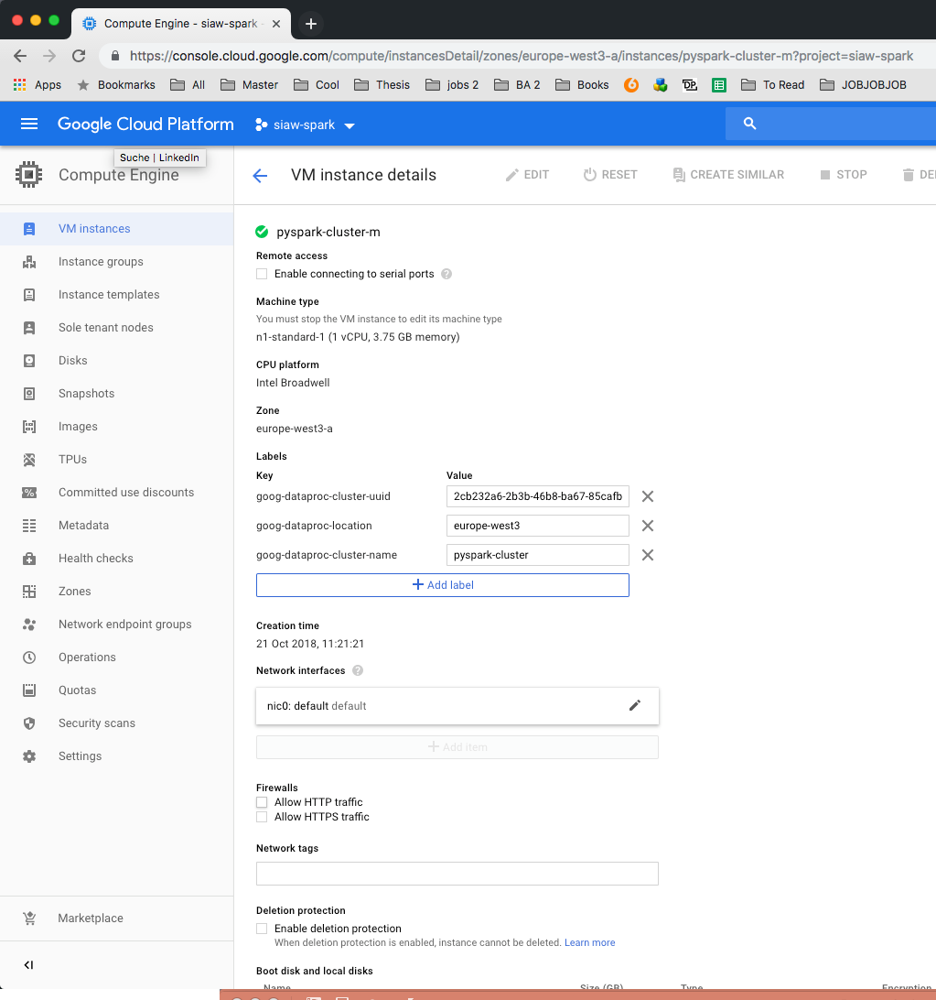 Compute Engine - siaw-spark
https://console.cloud.google.com/compute/instancesDetail/zones/europe-west3-a/instances/pyspark-cluster-m?project=siaw-spark
Apps Bookmarks All Master Cool Thesis jobs 2 BA 2 Books To Read JOBJOBJOB
Google Cloud Platform siaw-spark
Suche | LinkedIn
Compute Engine
VM instance details EDIT RESET CREATE SIMILAR STOP
VM instances
Instance groups
Instance templates
Sole tenant nodes
Disks
Snapshots
Images
TPUs
Committed use discounts
Metadata
Health checks
Zones
Network endpoint groups
Operations
Quotas
Security scans
Settings
Marketplace
pyspark-cluster-m
Remote access
Enable connecting to serial ports ?
Machine type
You must stop the VM instance to edit its machine type
n1-standard-1 (1 vCPU, 3.75 GB memory)
CPU platform
Intel Broadwell
Zone
europe-west3-a
Labels
Key Value
goog-dataproc-cluster-uuid 2cb232a6-2b3b-46b8-ba67-85cafb
goog-dataproc-location europe-west3
goog-dataproc-cluster-name pyspark-cluster
Add label
Creation time
21 Oct 2018, 11:21:21
Network interfaces ?
nic0: default default
Add item
Firewalls
Allow HTTP traffic
Allow HTTPS traffic
Network tags
Deletion protection
Enable deletion protection
When deletion protection is enabled, instance cannot be deleted. Learn more
Boot disk and local disks
Name Size (GB) Type Encryption